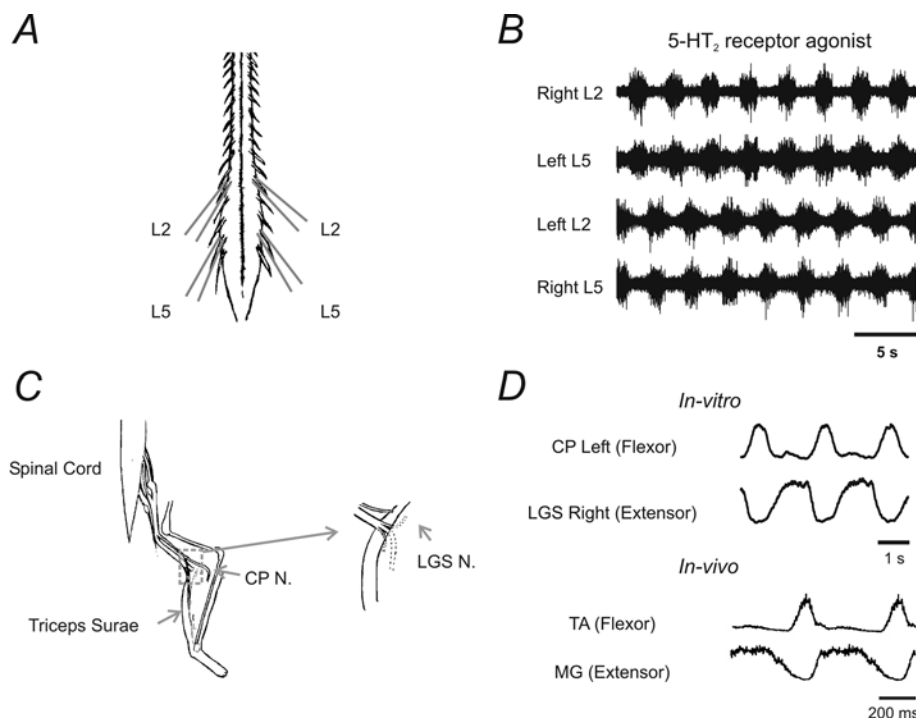 A
L2
L2
L5
L5
B
5-HT₂ receptor agonist
Right L2
Left L5
Left L2
Right L5
5 s
C
Spinal Cord
CP N.
LGS N.
Triceps Surae
D
In-vitro
CP Left (Flexor)
LGS Right (Extensor)
1 s
In-vivo
TA (Flexor)
MG (Extensor)
200 ms